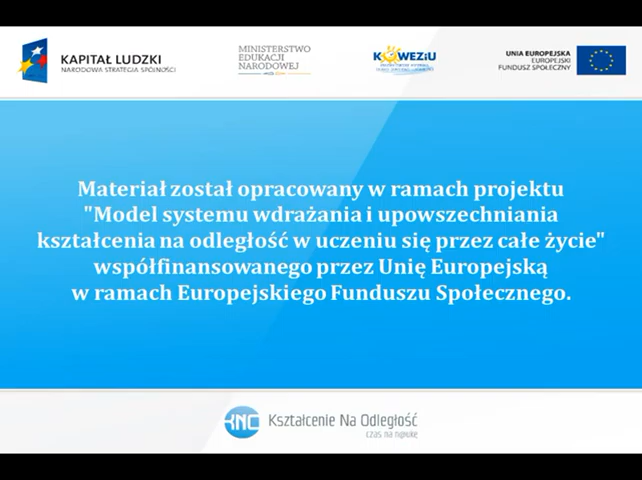 KAPITAŁ LUDZKI
NARODOWA STRATEGIA SPÓJNOŚCI
MINISTERSTWO
EDUKACJI
NARODOWEJ
KOWEZiU
UNIA EUROPEJSKA
EUROPEJSKI
FUNDUSZ SPOŁECZNY
Materiał został opracowany w ramach projektu
"Model systemu wdrażania i upowszechniania
kształcenia na odległość w uczeniu się przez całe życie"
współfinansowanego przez Unię Europejską
w ramach Europejskiego Funduszu Społecznego.
KNO Kształcenie Na Odległość
czas na naukę